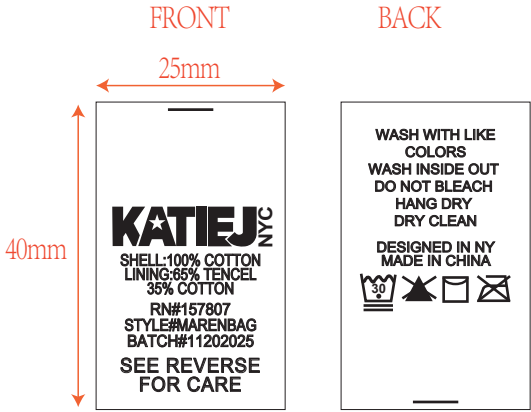 FRONT
BACK
25mm
40mm
KATIEJ NYC
SHELL:100% COTTON
LINING:65% TENCEL
35% COTTON
RN#157807
STYLE#MARENBAG
BATCH#11202025
SEE REVERSE
FOR CARE
WASH WITH LIKE
COLORS
WASH INSIDE OUT
DO NOT BLEACH
HANG DRY
DRY CLEAN
DESIGNED IN NY
MADE IN CHINA
30